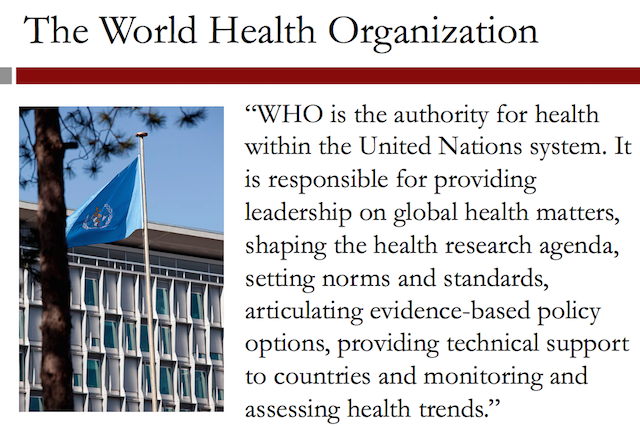 The World Health Organization
“WHO is the authority for health
within the United Nations system. It
is responsible for providing
leadership on global health matters,
shaping the health research agenda,
setting norms and standards,
articulating evidence-based policy
options, providing technical support
to countries and monitoring and
assessing health trends.”